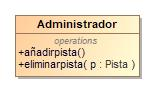 Administrador
operations
+añadirpista()
+eliminarpista( p : Pista )